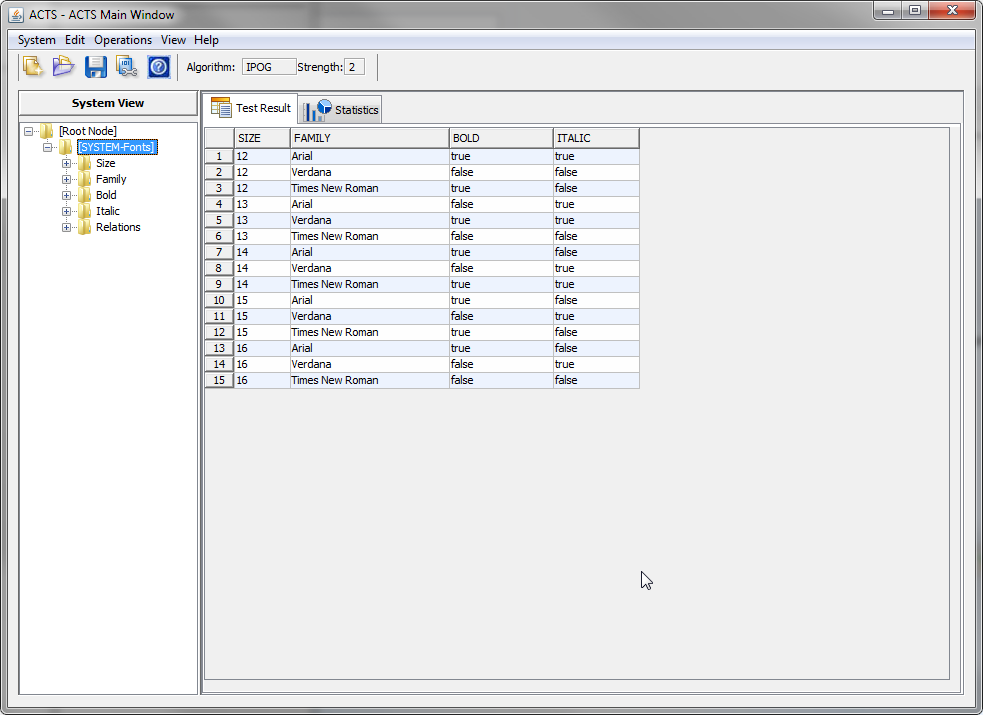 ACTS - ACTS Main Window
System Edit Operations View Help
Algorithm: IPOG Strength: 2
System View
[Root Node]
[SYSTEM-Fonts]
Size
Family
Bold
Italic
Relations
Test Result Statistics
SIZE FAMILY BOLD ITALIC
1 12 Arial true true
2 12 Verdana false false
3 12 Times New Roman true true
4 13 Arial false true
5 13 Verdana true true
6 13 Times New Roman false false
7 14 Arial true false
8 14 Verdana false true
9 14 Times New Roman true true
10 15 Arial true false
11 15 Verdana false true
12 15 Times New Roman true false
13 16 Arial true false
14 16 Verdana false true
15 16 Times New Roman false false